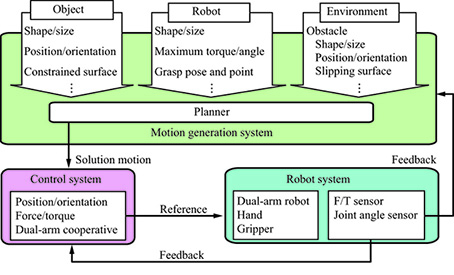 Object
Shape/size
Position/orientation
Constrained surface
Robot
Shape/size
Maximum torque/angle
Grasp pose and point
Environment
Obstacle
Shape/size
Position/orientation
Slipping surface
Planner
Motion generation system
Solution motion
Feedback
Control system
Position/orientation
Force/torque
Dual-arm cooperative
Reference
Robot system
Dual-arm robot
Hand
Gripper
F/T sensor
Joint angle sensor
Feedback